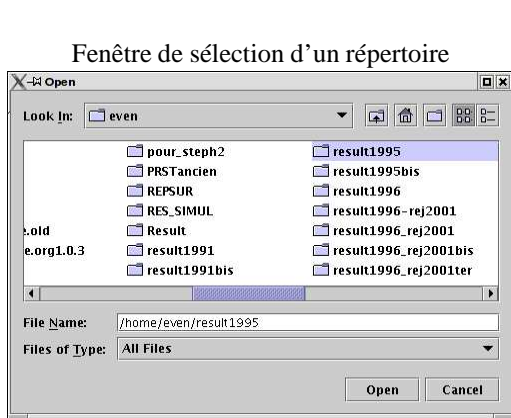 Fenêtre de sélection d'un répertoire
Open
Look In: even
pour_steph2
PRSTancien
REPSUR
RES_SIMUL
.old
Result
e.org1.0.3
result1991
result1991bis
result1995
result1995bis
result1996
result1996-rej2001
result1996_rej2001
result1996_rej2001bis
result1996_rej2001ter
File Name: /home/even/result1995
Files of Type: All Files
Open Cancel